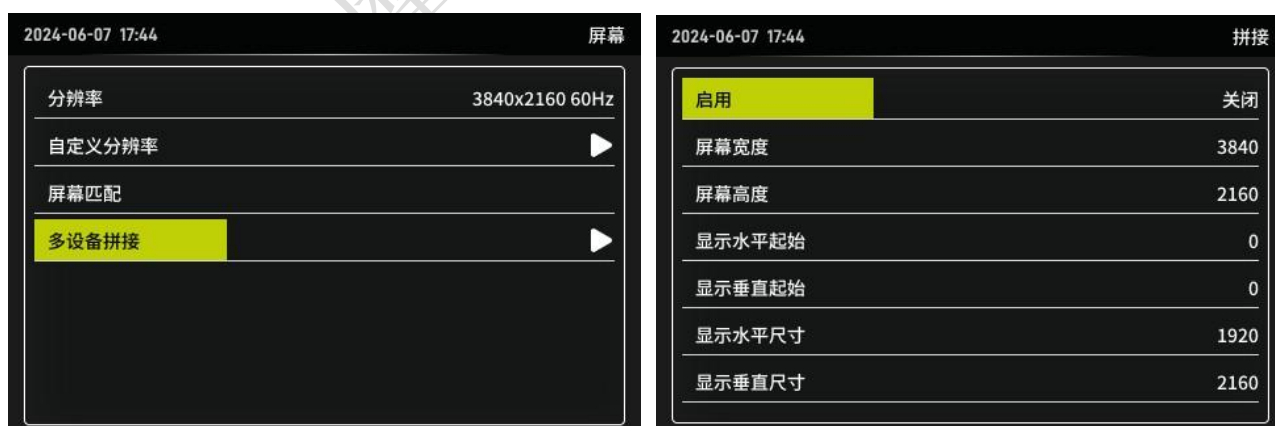 2024-06-07 17:44 屏幕
分辨率 3840x2160 60Hz
自定义分辨率
屏幕匹配
多设备拼接
2024-06-07 17:44 拼接
启用 关闭
屏幕宽度 3840
屏幕高度 2160
显示水平起始 0
显示垂直起始 0
显示水平尺寸 1920
显示垂直尺寸 2160